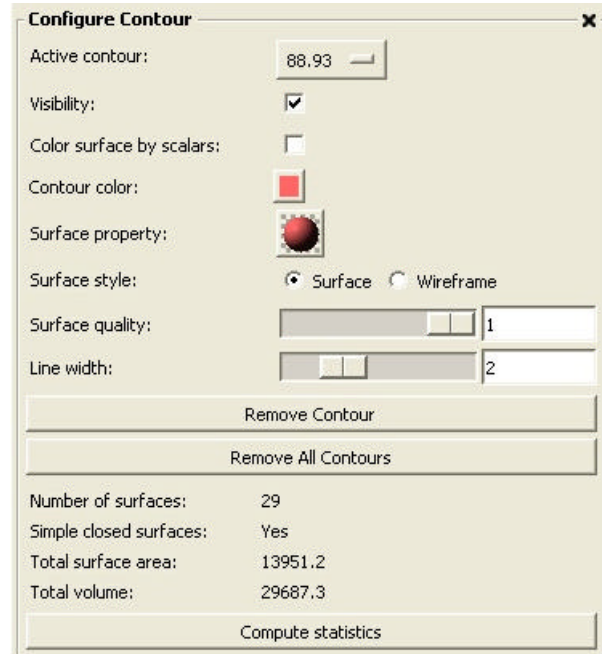 Configure Contour
Active contour: 88.93
Visibility:
Color surface by scalars:
Contour color:
Surface property:
Surface style: Surface Wireframe
Surface quality: 1
Line width: 2
Remove Contour
Remove All Contours
Number of surfaces: 29
Simple closed surfaces: Yes
Total surface area: 13951.2
Total volume: 29687.3
Compute statistics